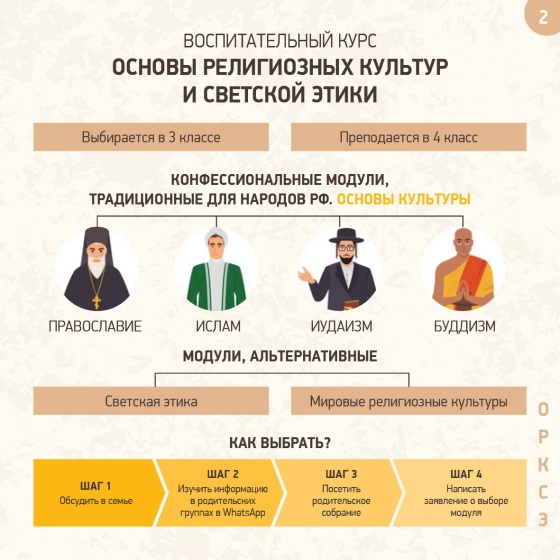 2
ВОСПИТАТЕЛЬНЫЙ КУРС
ОСНОВЫ РЕЛИГИОЗНЫХ КУЛЬТУР
И СВЕТСКОЙ ЭТИКИ
Выбирается в 3 классе
Преподается в 4 класс
КОНФЕССИОНАЛЬНЫЕ МОДУЛИ,
ТРАДИЦИОННЫЕ ДЛЯ НАРОДОВ РФ. ОСНОВЫ КУЛЬТУРЫ
ПРАВОСЛАВИЕ
ИСЛАМ
ИУДАИЗМ
БУДДИЗМ
МОДУЛИ, АЛЬТЕРНАТИВНЫЕ
Светская этика
Мировые религиозные культуры
КАК ВЫБРАТЬ?
ШАГ 1
Обсудить в семье
ШАГ 2
Изучить информацию
в родительских
группах в WhatsApp
ШАГ 3
Посетить
родительское
собрание
ШАГ 4
Написать
заявление о выборе
модуля
О
Р
К
С
Э